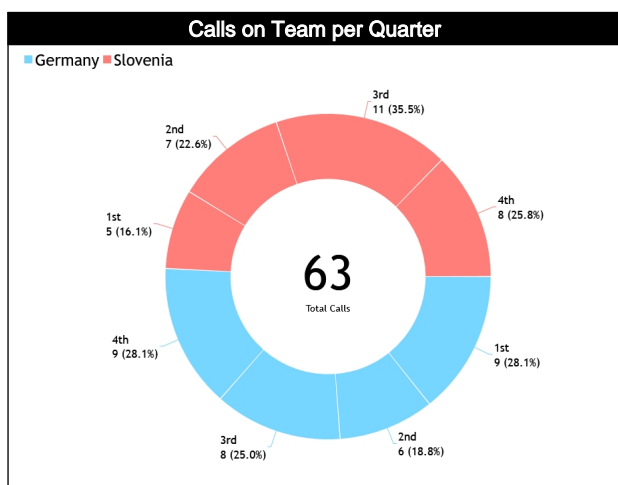 Calls on Team per Quarter
Germany Slovenia
3rd
11 (35.5%)
2nd
7 (22.6%)
4th
8 (25.8%)
1st
5 (16.1%)
63
Total Calls
4th
9 (28.1%)
1st
9 (28.1%)
3rd
8 (25.0%)
2nd
6 (18.8%)